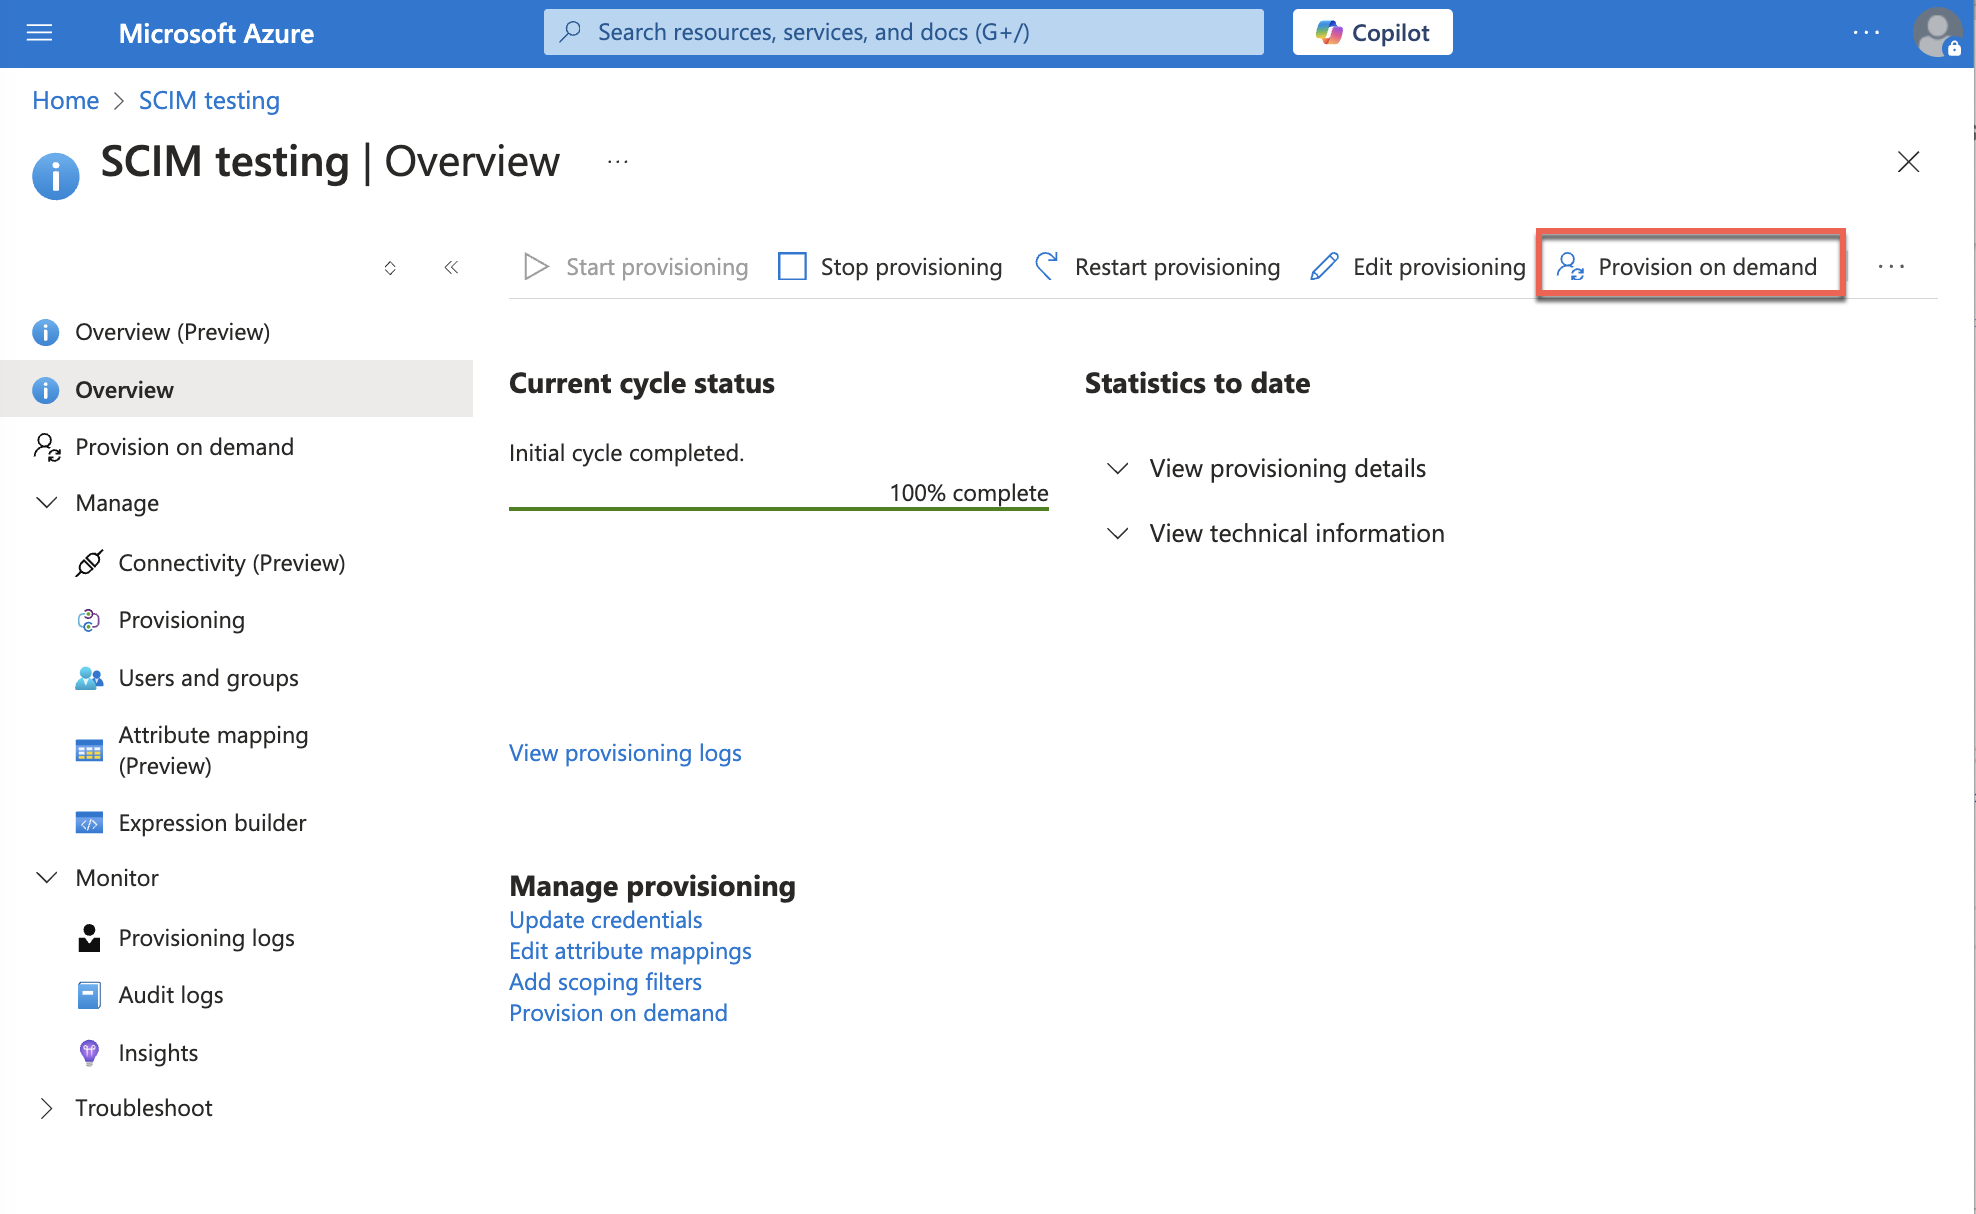 Microsoft Azure
Search resources, services, and docs (G+/)
Copilot
Home > SCIM testing
SCIM testing | Overview
Start provisioning
Stop provisioning
Restart provisioning
Edit provisioning
Provision on demand
Overview (Preview)
Overview
Provision on demand
Manage
Connectivity (Preview)
Provisioning
Users and groups
Attribute mapping
(Preview)
Expression builder
Monitor
Provisioning logs
Audit logs
Insights
Troubleshoot
Current cycle status
Initial cycle completed.
100% complete
View provisioning logs
Manage provisioning
Update credentials
Edit attribute mappings
Add scoping filters
Provision on demand
Statistics to date
View provisioning details
View technical information